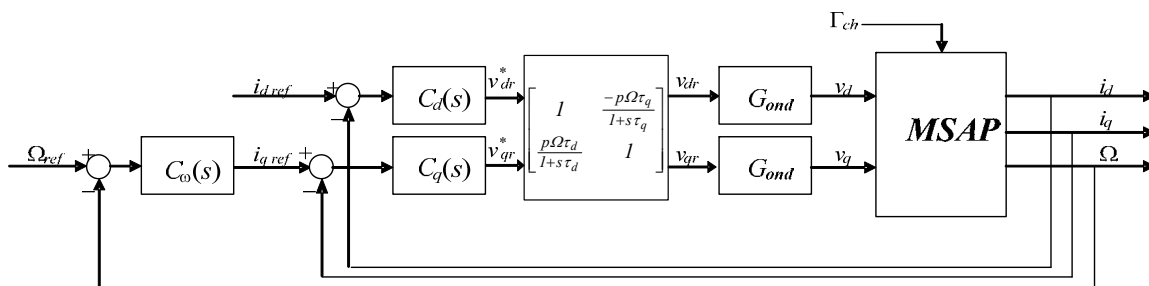 Γch
id ref
+
−
Cd(s)
v*dr
1 −pΩτq/1+sτq
pΩτd/1+sτd 1
vdr
Gond
vd
MSAP
id
iq
Ω
Ωref
+
−
Cω(s)
iq ref
+
−
Cq(s)
v*qr
vqr
Gond
vq